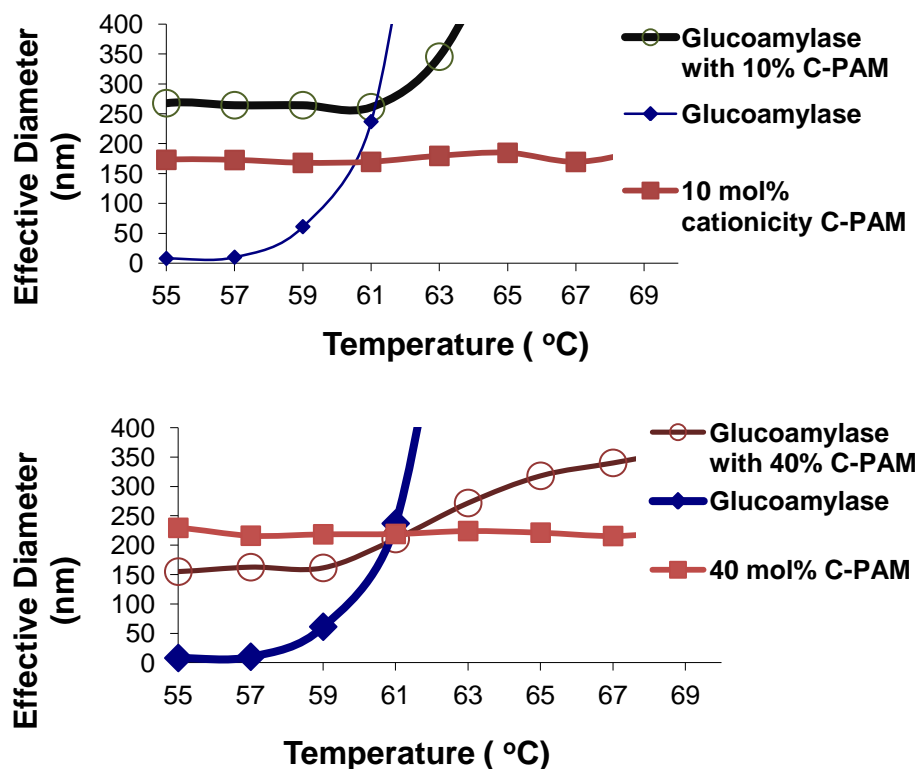 400
350
300
250
200
150
100
50
0
Effective Diameter
(nm)
55 57 59 61 63 65 67 69
Temperature ( oC)
Glucoamylase
with 10% C-PAM
Glucoamylase
10 mol%
cationicity C-PAM
400
350
300
250
200
150
100
50
0
Effective Diameter
(nm)
55 57 59 61 63 65 67 69
Temperature ( oC)
Glucoamylase
with 40% C-PAM
Glucoamylase
40 mol% C-PAM